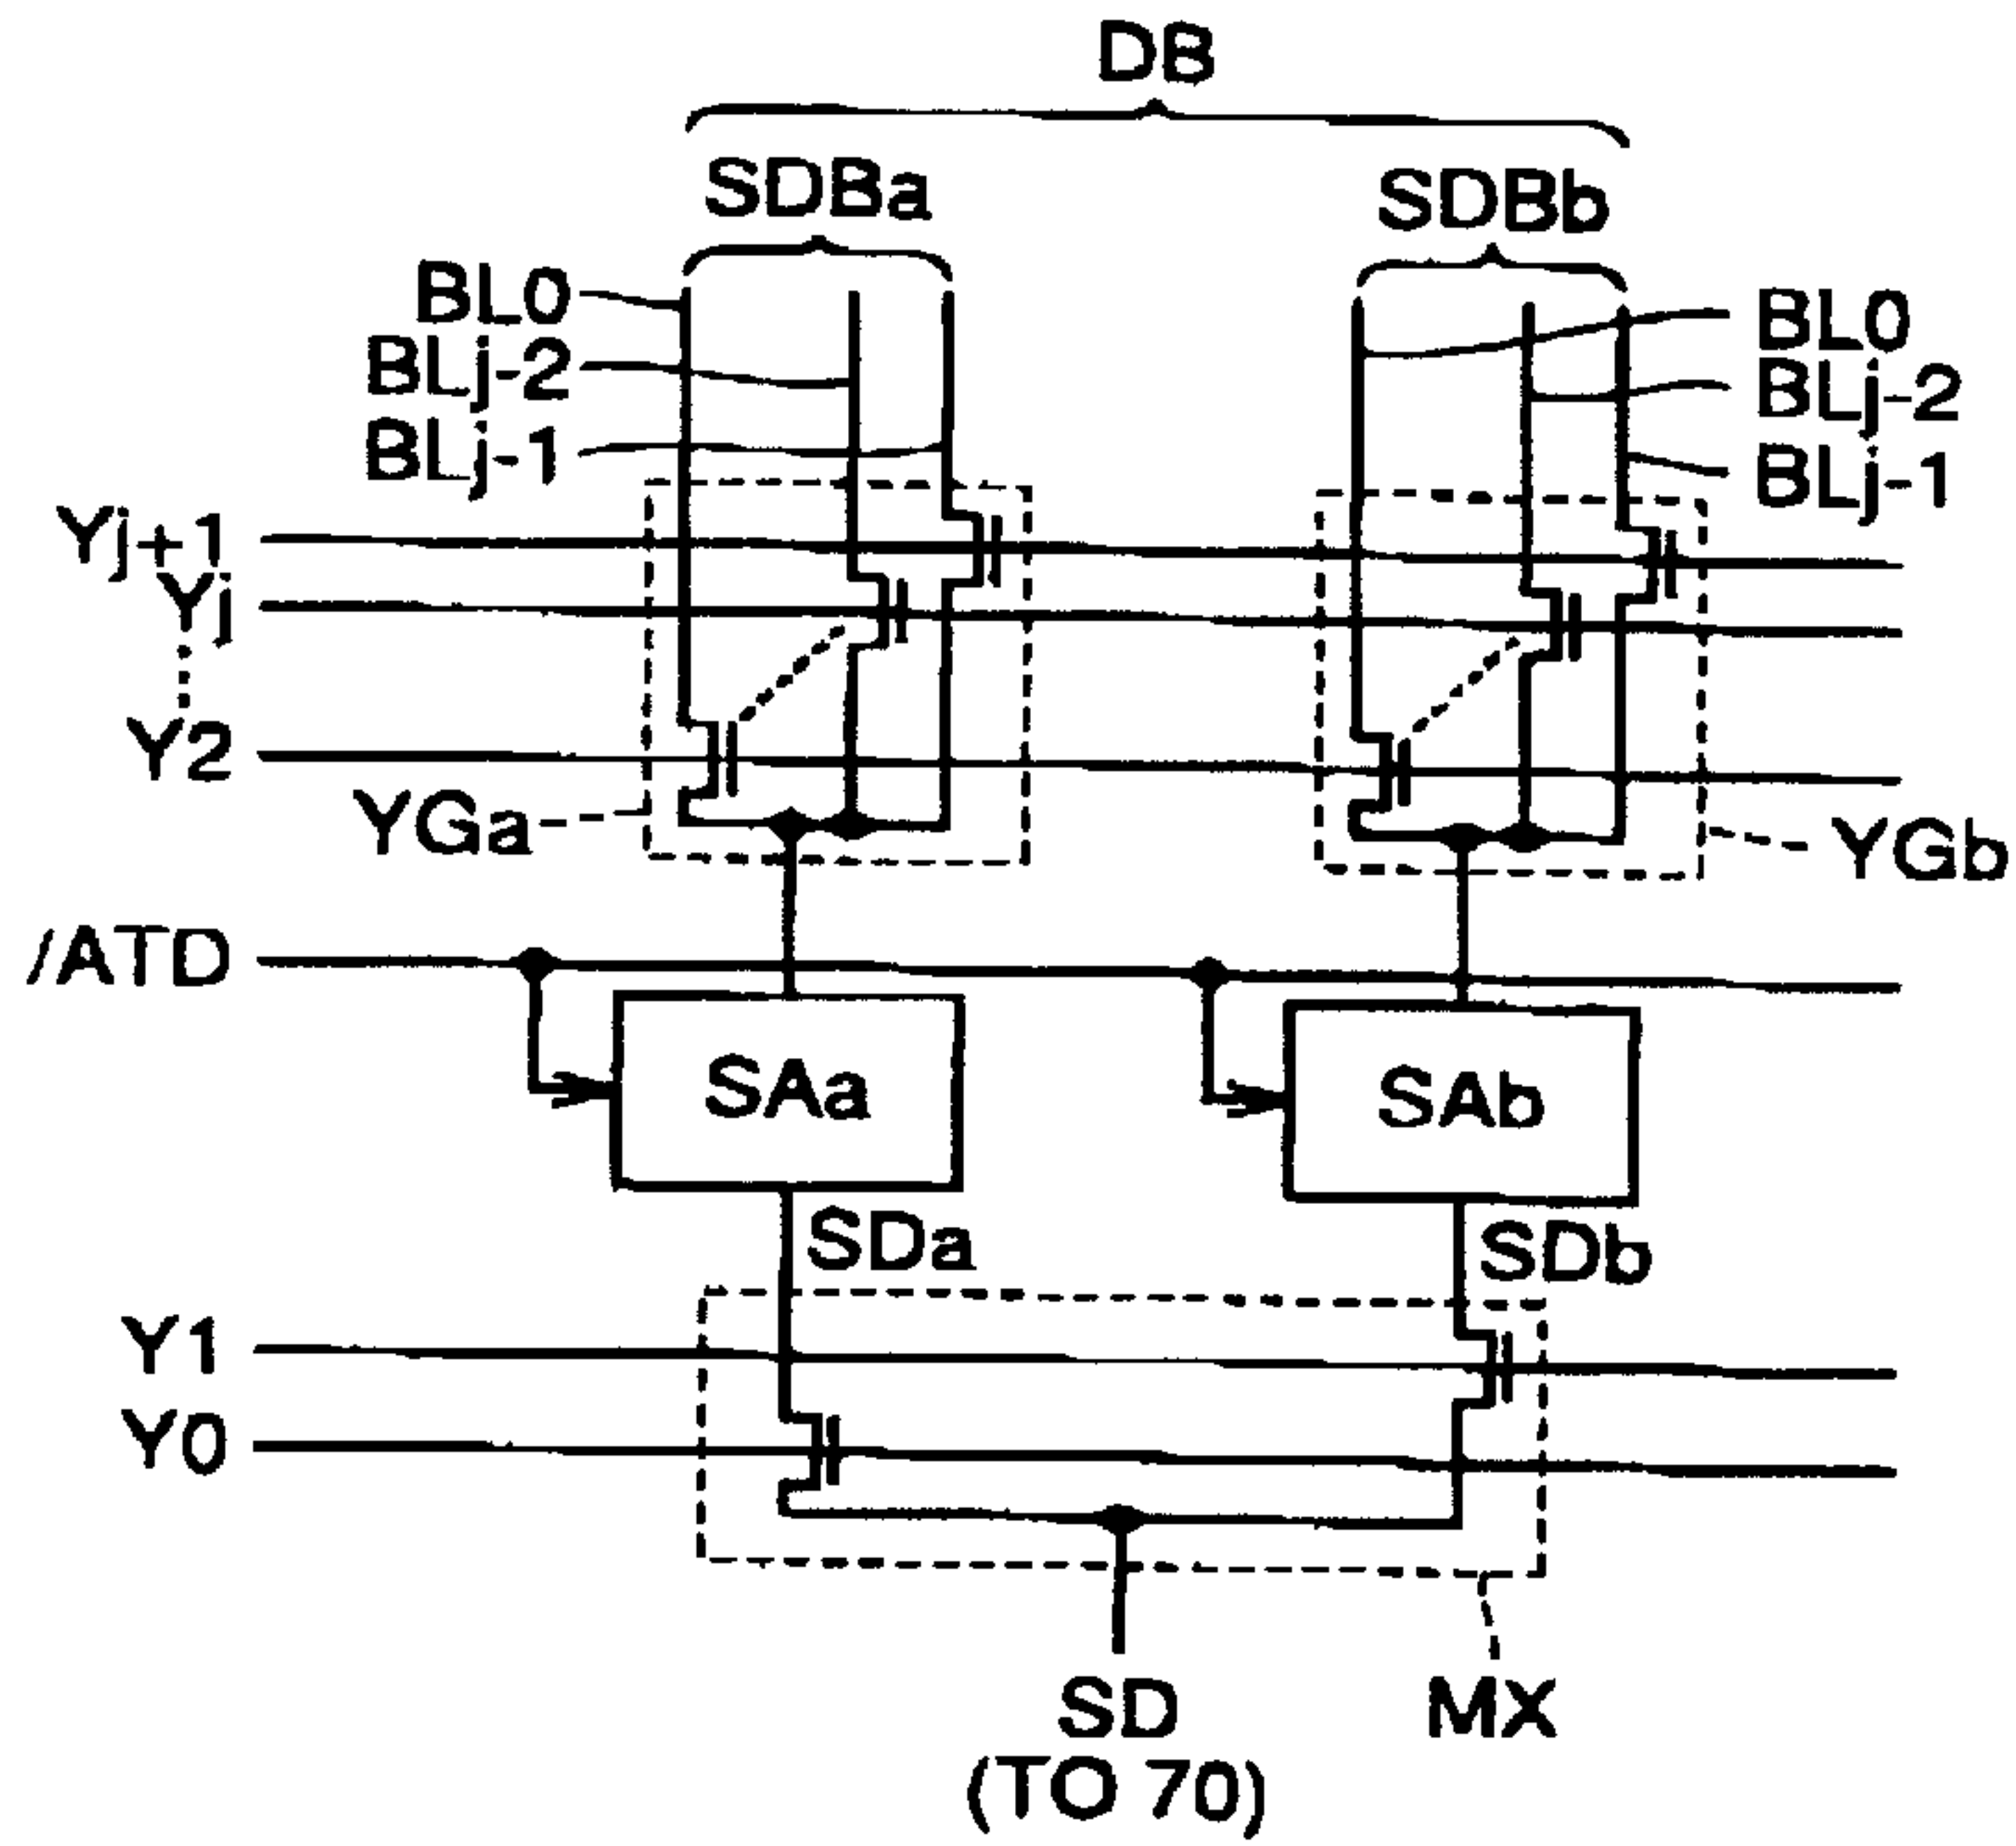 DB
SDBa
SDBb
BL0
BLj-2
BLj-1
BL0
BLj-2
BLj-1
Yj+1
Yj
Y2
YGa
YGb
/ATD
SAa
SAb
SDa
SDb
Y1
Y0
SD
(TO 70)
MX